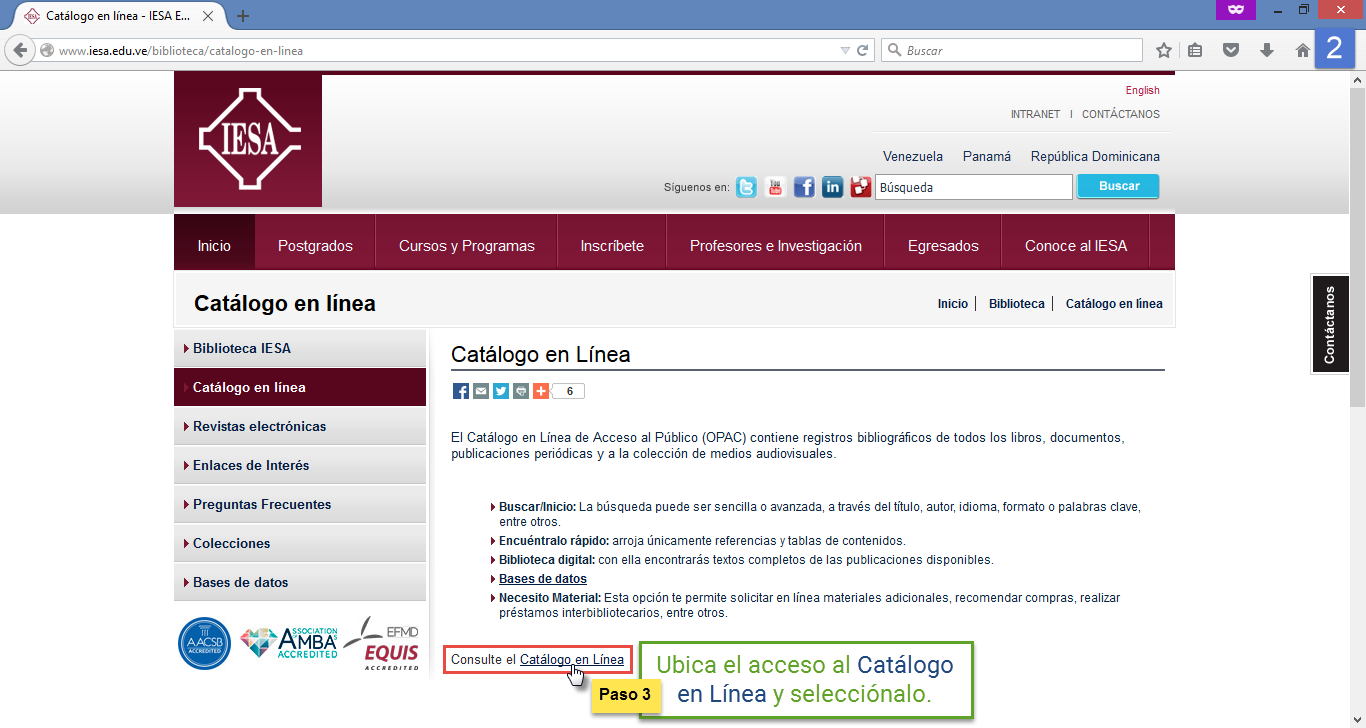 Catálogo en línea - IESA E...
2
www.iesa.edu.ve/biblioteca/catalogo-en-linea
Buscar
IESA
English
INTRANET | CONTÁCTANOS
Venezuela Panamá República Dominicana
Síguenos en:
You Tube
Búsqueda
Buscar
Inicio Postgrados Cursos y Programas Inscríbete Profesores e Investigación Egresados Conoce al IESA
Catálogo en línea
Inicio | Biblioteca | Catálogo en línea
Contáctanos
Biblioteca IESA
Catálogo en línea
Revistas electrónicas
Enlaces de Interés
Preguntas Frecuentes
Colecciones
Bases de datos
AACSB
ACCREDITED
ASSOCIATION
AMBAs
ACCREDITED
EFMD
EQUIS
ACCREDITED
Catálogo en Línea
6
El Catálogo en Línea de Acceso al Público (OPAC) contiene registros bibliográficos de todos los libros, documentos,
publicaciones periódicas y a la colección de medios audiovisuales.
Buscar/Inicio: La búsqueda puede ser sencilla o avanzada, a través del título, autor, idioma, formato o palabras clave,
entre otros.
Encuéntralo rápido: arroja únicamente referencias y tablas de contenidos.
Biblioteca digital: con ella encontrarás textos completos de las publicaciones disponibles.
Bases de datos
Necesito Material: Esta opción te permite solicitar en línea materiales adicionales, recomendar compras, realizar
préstamos interbibliotecarios, entre otros.
Consulte el Catálogo en Línea
Paso 3
Ubica el acceso al Catálogo
en Línea y selecciónalo.